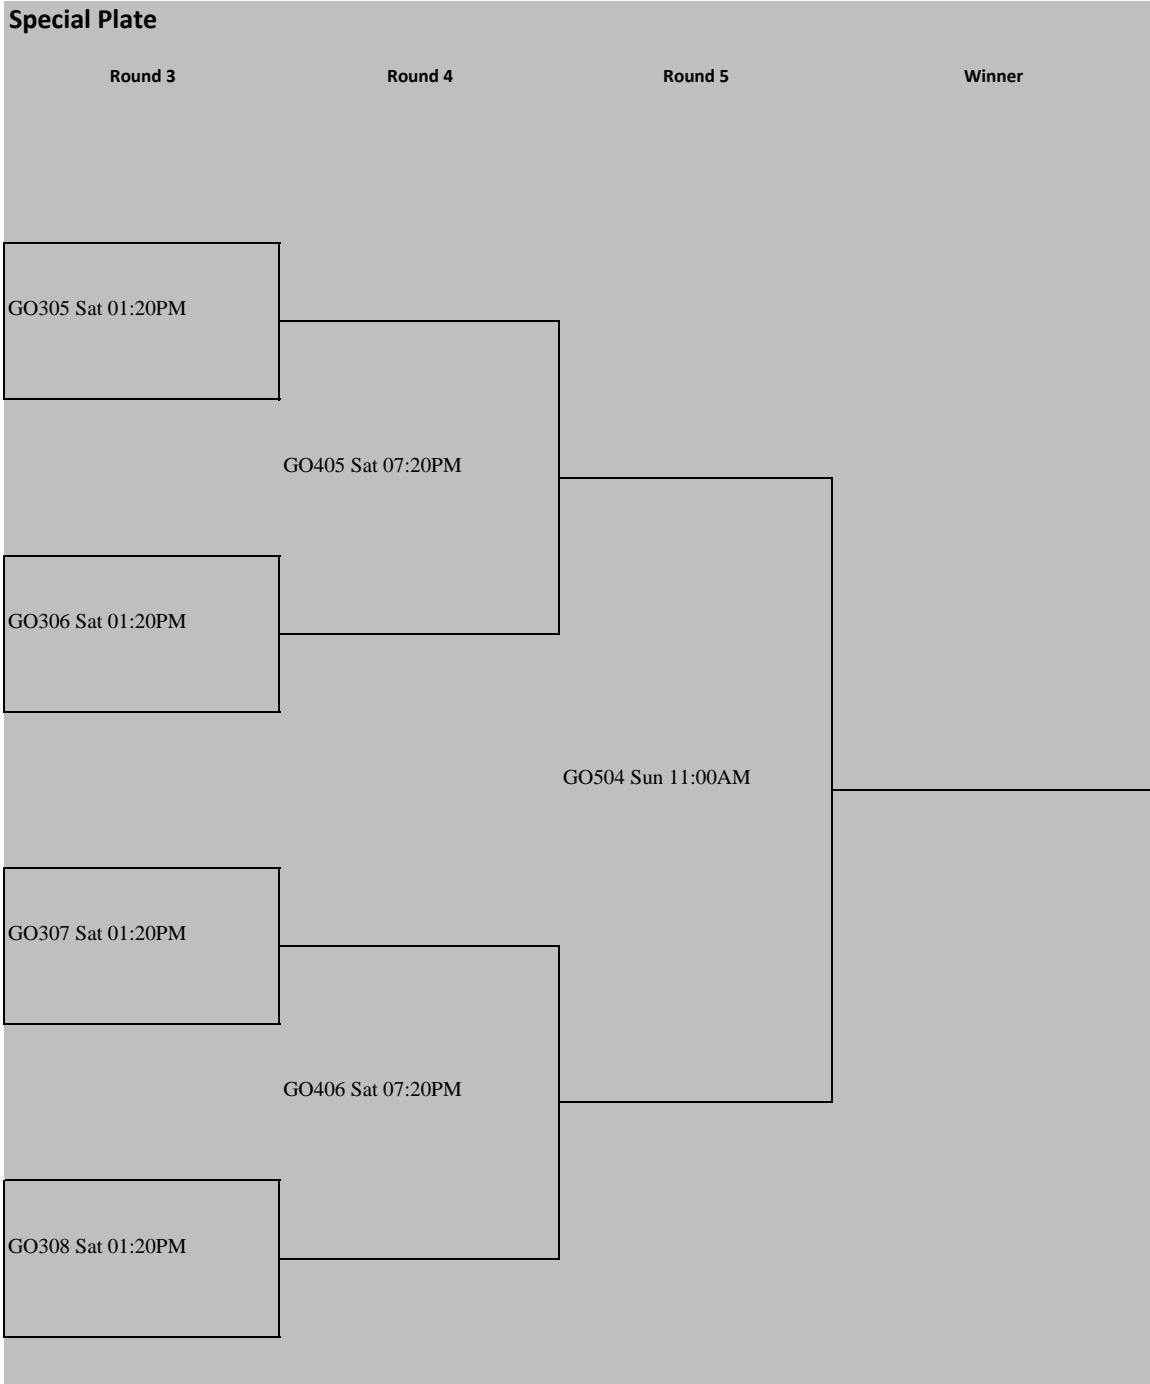 Special Plate
Round 3 Round 4 Round 5 Winner
GO305 Sat 01:20PM
GO405 Sat 07:20PM
GO306 Sat 01:20PM
GO504 Sun 11:00AM
GO307 Sat 01:20PM
GO406 Sat 07:20PM
GO308 Sat 01:20PM